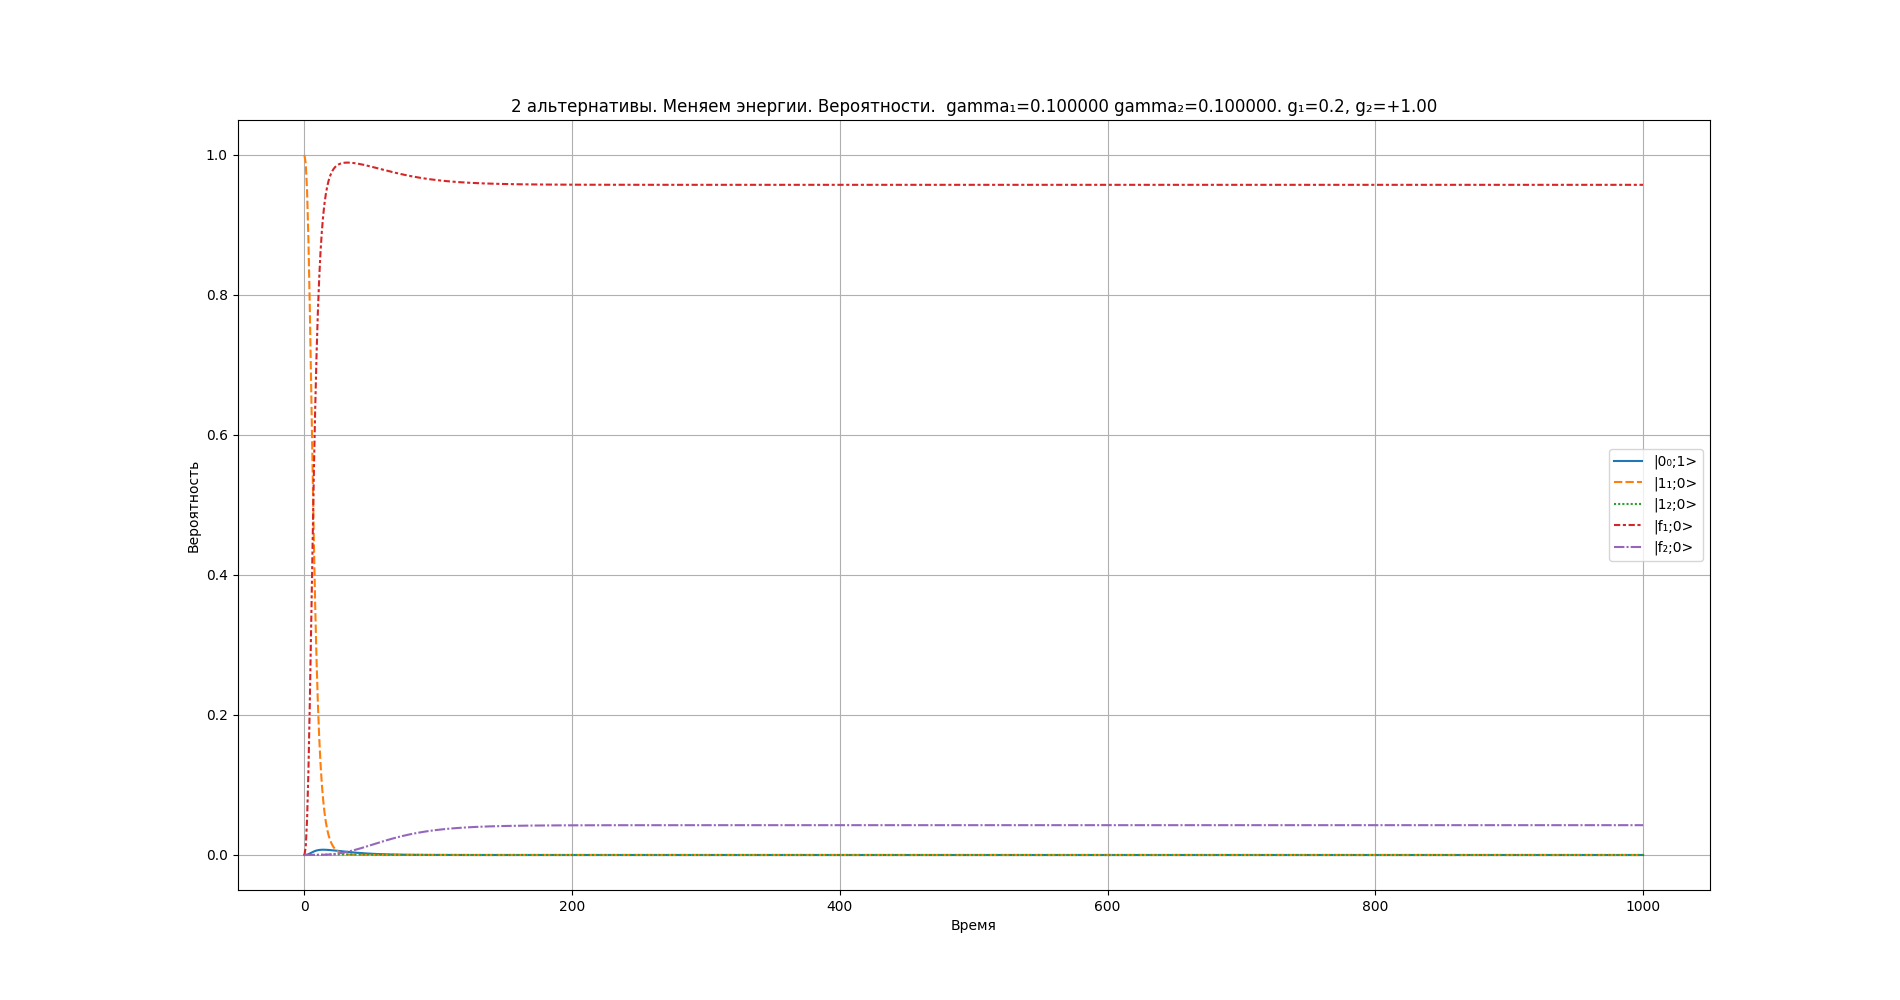 2 альтернативы. Меняем энергии. Вероятности.  gamma₁=0.100000 gamma₂=0.100000. g₁=0.2, g₂=+1.00
1.0
0.8
0.6
0.4
0.2
0.0
Вероятность
|0₀;1>
|1₁;0>
|1₂;0>
|f₁;0>
|f₂;0>
0 200 400 600 800 1000
Время